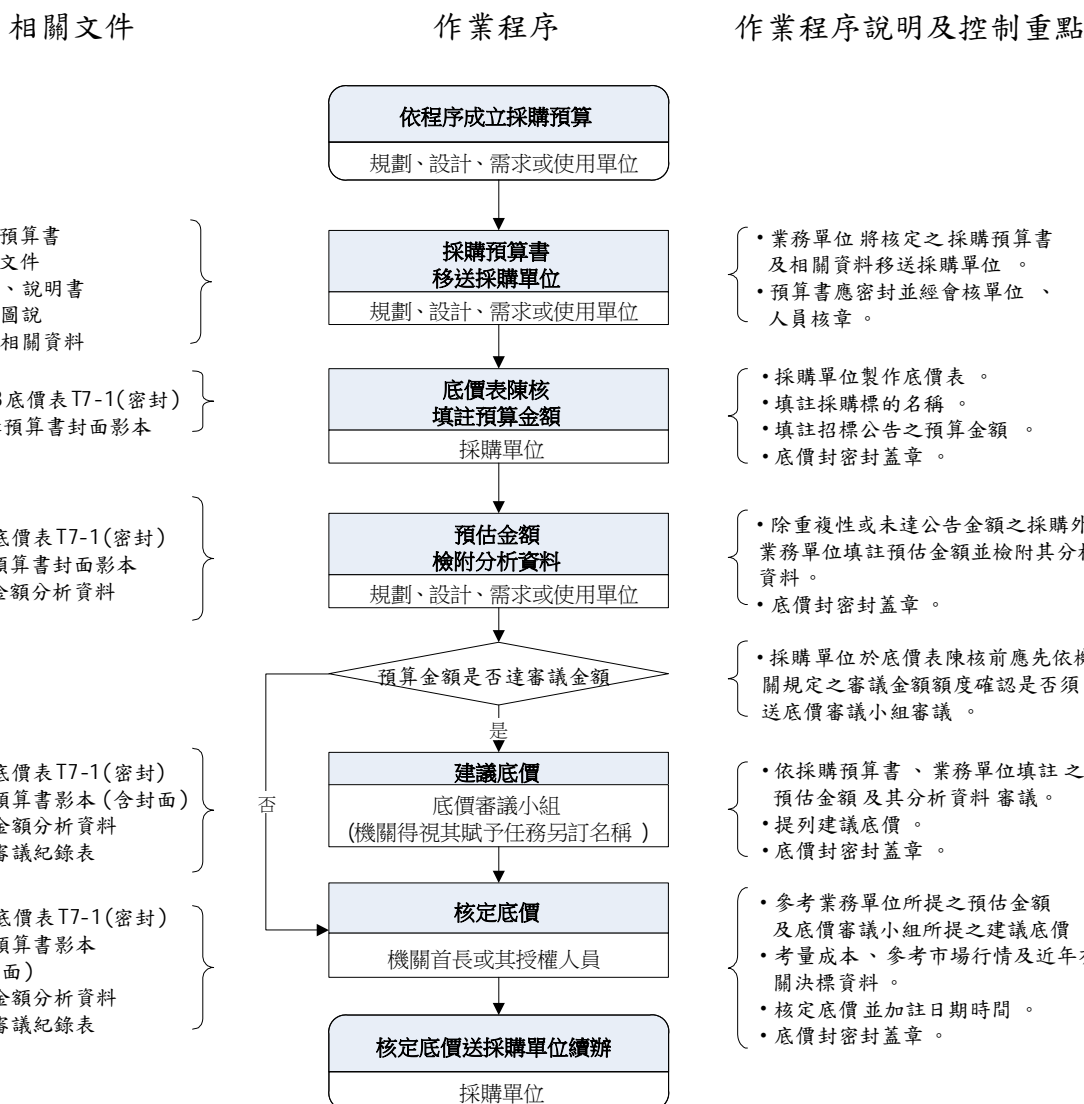 相關文件
作業程序
作業程序說明及控制重點
依程序成立採購預算
規劃、設計、需求或使用單位
預算書
文件
、說明書
圖說
相關資料
採購預算書
移送採購單位
規劃、設計、需求或使用單位
•業務單位將核定之採購預算書
及相關資料移送採購單位。
•預算書應密封並經會核單位、
人員核章。
底價表T7-1(密封)
預算書封面影本
底價表陳核
填註預算金額
採購單位
•採購單位製作底價表。
•填註採購標的名稱。
•填註招標公告之預算金額。
•底價封密封蓋章。
底價表T7-1(密封)
預算書封面影本
金額分析資料
預估金額
檢附分析資料
規劃、設計、需求或使用單位
•除重複性或未達公告金額之採購外
業務單位填註預估金額並檢附其分析
資料。
•底價封密封蓋章。
預算金額是否達審議金額
是
否
•採購單位於底價表陳核前應先依機
關規定之審議金額額度確認是否須
送底價審議小組審議。
底價表T7-1(密封)
預算書影本(含封面)
金額分析資料
審議紀錄表
建議底價
底價審議小組
(機關得視其賦予任務另訂名稱)
•依採購預算書、業務單位填註之
預估金額及其分析資料審議。
•提列建議底價。
•底價封密封蓋章。
底價表T7-1(密封)
預算書影本
面)
金額分析資料
審議紀錄表
核定底價
機關首長或其授權人員
•參考業務單位所提之預估金額
及底價審議小組所提之建議底價
•考量成本、參考市場行情及近年有
關決標資料。
•核定底價並加註日期時間。
•底價封密封蓋章。
核定底價送採購單位續辦
採購單位